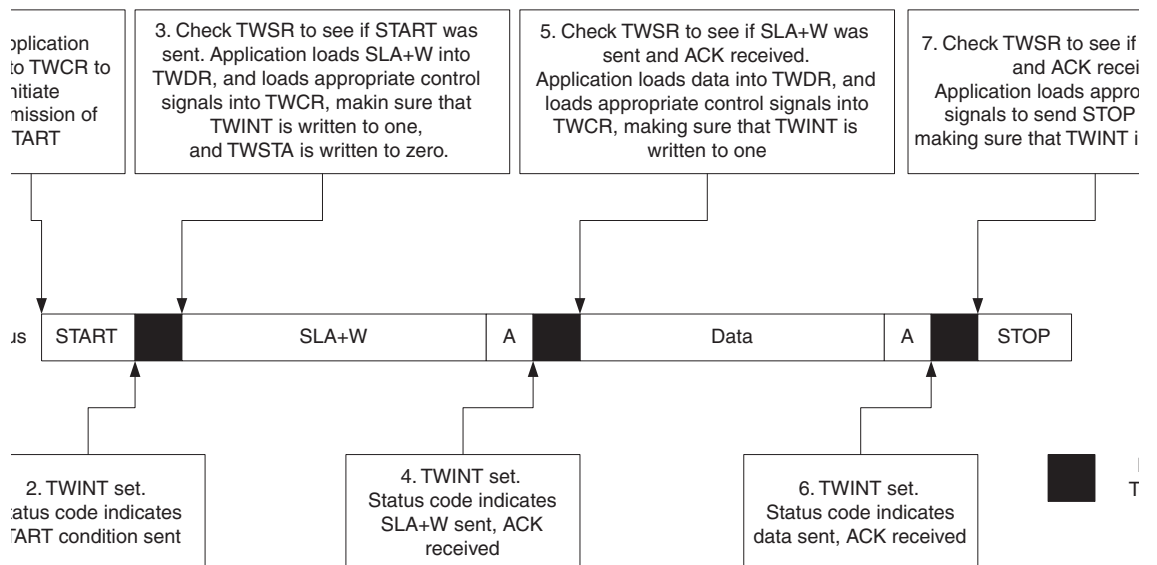 pplication
to TWCR to
nitiate
mission of
TART
3. Check TWSR to see if START was
sent. Application loads SLA+W into
TWDR, and loads appropriate control
signals into TWCR, makin sure that
TWINT is written to one,
and TWSTA is written to zero.
5. Check TWSR to see if SLA+W was
sent and ACK received.
Application loads data into TWDR, and
loads appropriate control signals into
TWCR, making sure that TWINT is
written to one
7. Check TWSR to see if
and ACK recei
Application loads appro
signals to send STOP
making sure that TWINT i
us START SLA+W A Data A STOP
2. TWINT set.
tatus code indicates
TART condition sent
4. TWINT set.
Status code indicates
SLA+W sent, ACK
received
6. TWINT set.
Status code indicates
data sent, ACK received
T